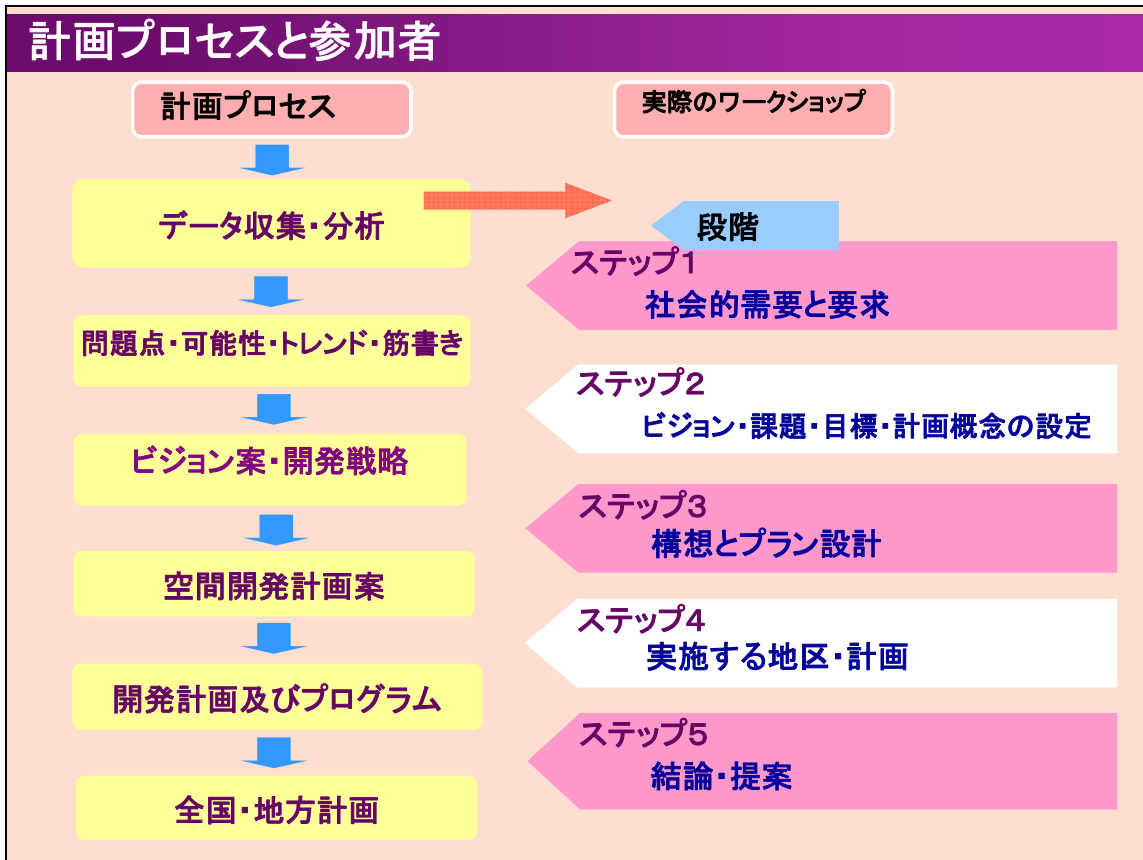 計画プロセスと参加者
計画プロセス
データ収集・分析
問題点・可能性・トレンド・筋書き
ビジョン案・開発戦略
空間開発計画案
開発計画及びプログラム
全国・地方計画
実際のワークショップ
段階
ステップ1
社会的需要と要求
ステップ2
ビジョン・課題・目標・計画概念の設定
ステップ3
構想とプラン設計
ステップ4
実施する地区・計画
ステップ5
結論・提案